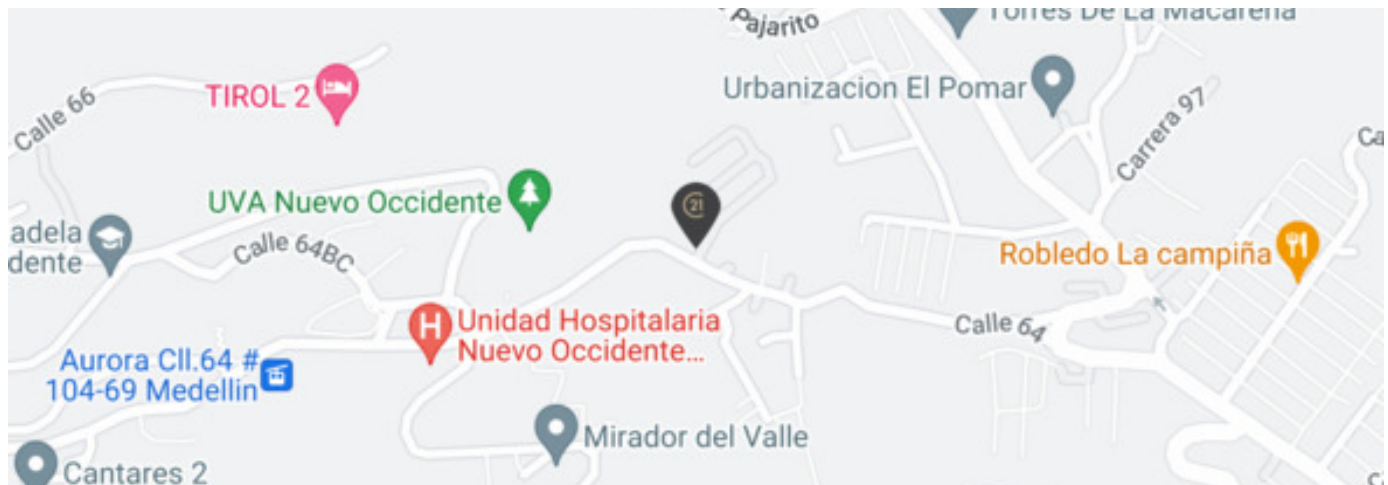 Pajarito
Torres De La Macarena
Urbanizacion El Pomar
TIROL 2
Calle 66
Carrera 97
Ca
UVA Nuevo Occidente
21
adela
dente
Calle 64BC
Robledo La campiña
Unidad Hospitalaria
Nuevo Occidente...
H
Calle 64
Aurora Cll.64 #
104-69 Medellin
Mirador del Valle
Cantares 2